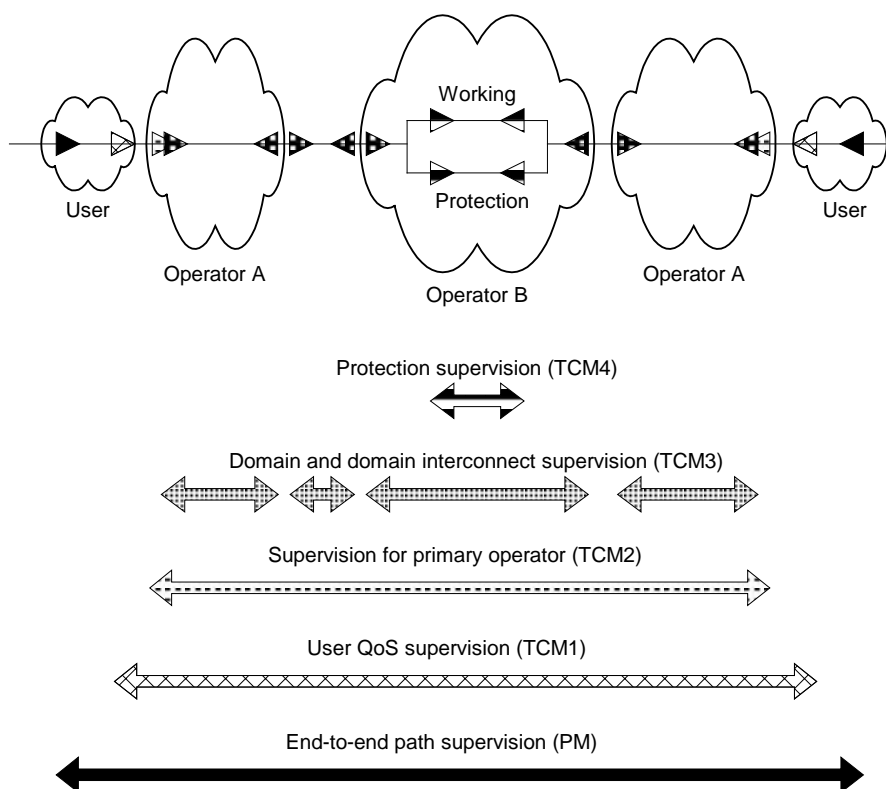 Working
Protection
User
User
Operator A
Operator A
Operator B
Protection supervision (TCM4)
Domain and domain interconnect supervision (TCM3)
Supervision for primary operator (TCM2)
User QoS supervision (TCM1)
End-to-end path supervision (PM)